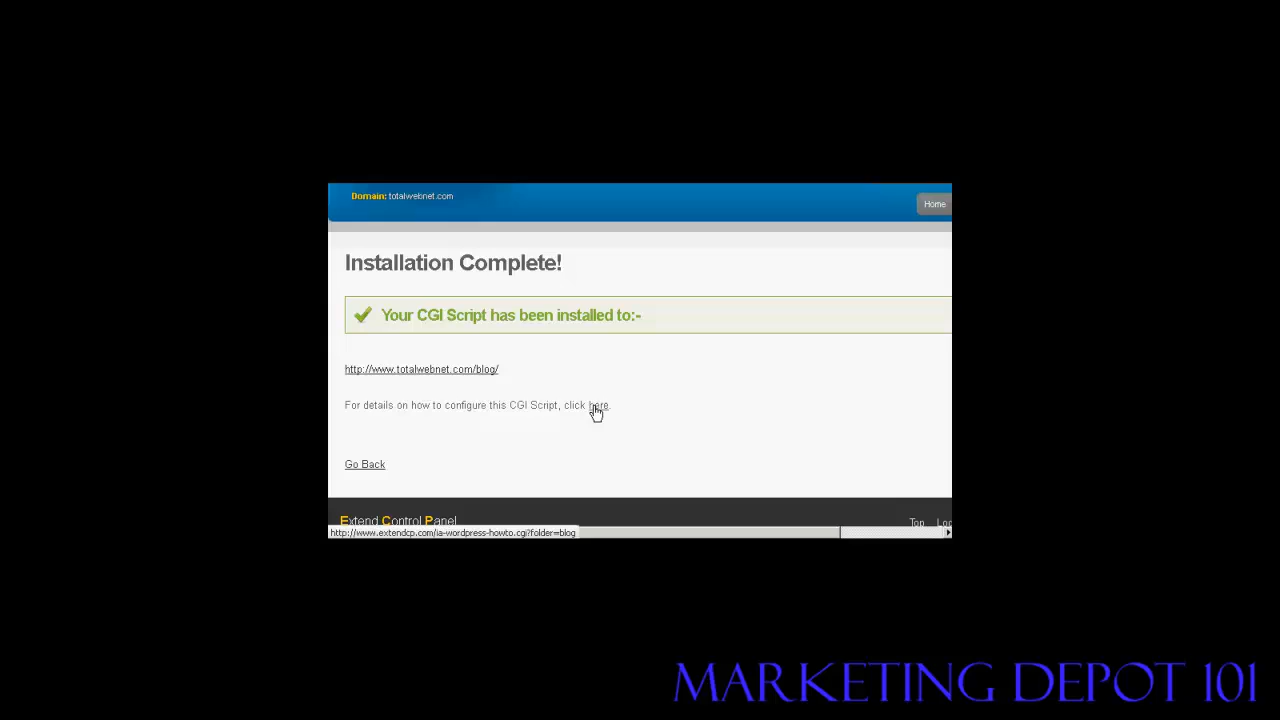 Domain: totalwebnet.com
Home
Installation Complete!
Your CGI Script has been installed to:-
http://www.totalwebnet.com/blog/
For details on how to configure this CGI Script, click here.
Go Back
Extend Control Panel
Top
http://www.extendcp.com/ia-wordpress-howto.cgi?folder=blog
MARKETING DEPOT 101